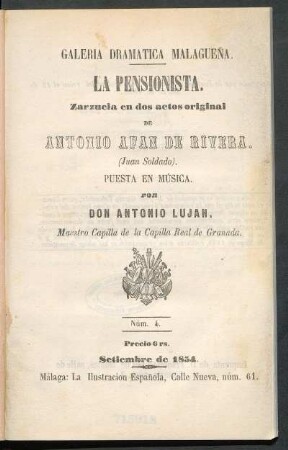 GALERIA DRAMATICA MALAGUEÑA.
LA PENSIONISTA.
Zarzuela en dos actos original
DE
ANTONIO AFAN DE RIVERA.
(Juan Soldado).
PUESTA EN MÚSICA.
POR
DON ANTONIO LUJAN,
Maestro Capilla de la Capilla Real de Granada.
Núm. 4.
Precio 6 rs.
Setiembre de 1854.
Málaga: La Ilustracion Española, Calle Nueva, núm. 61.